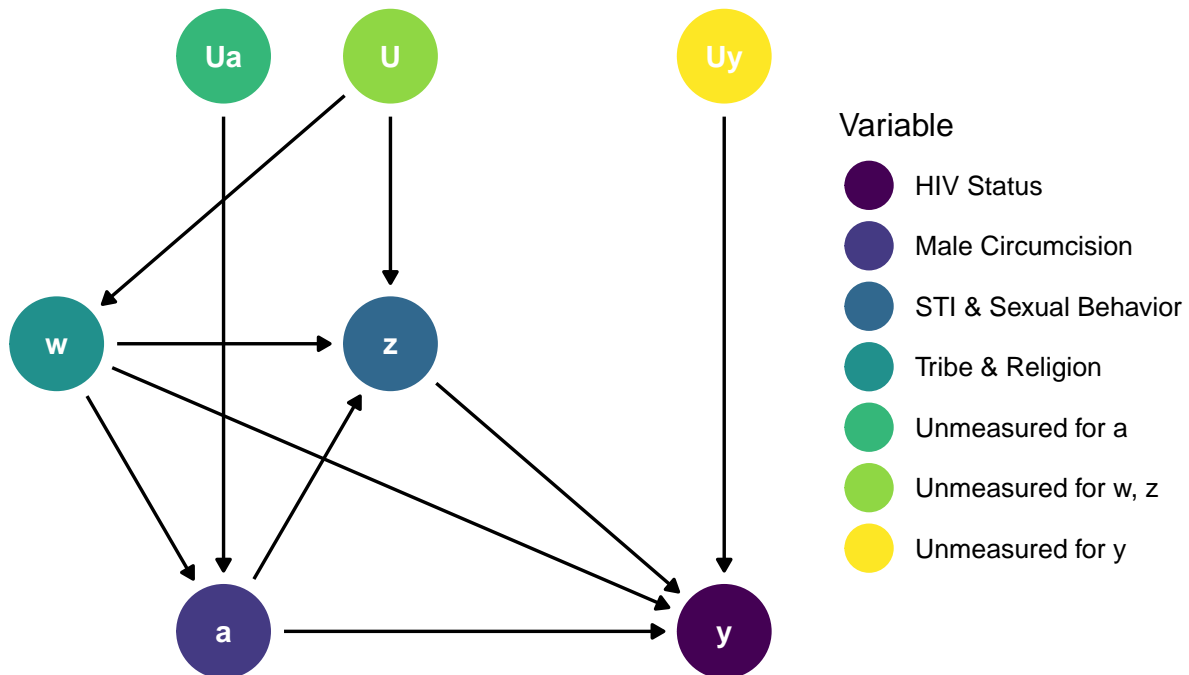 Ua
U
Uy
w
z
a
y
Variable
HIV Status
Male Circumcision
STI & Sexual Behavior
Tribe & Religion
Unmeasured for a
Unmeasured for w, z
Unmeasured for y